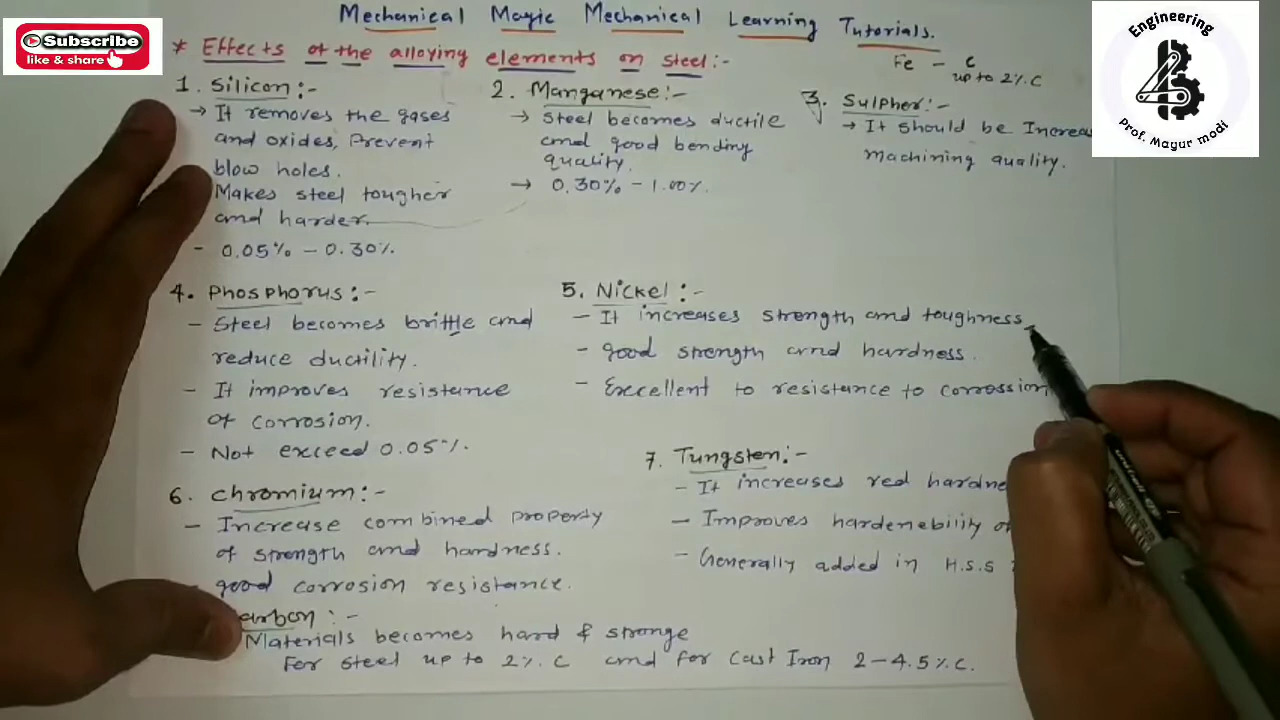 Mechanical Magic Mechanical Learning Tutorials.
Subscribe
like & share
Engineering
Prof. Mayur modi
* Effects of the alloying elements on steel:-
Fe - C
up to 2%.C
1. Silicon:-
→ It removes the gases
and oxides, Prevent
blow holes.
Makes steel tougher
and harder.
- 0.05% - 0.30%.
2. Manganese:-
→ Steel becomes ductile
and good bending
quality.
→ 0.30% - 1.00%.
3. Sulpher:-
→ It should be Increas
machining quality.
4. Phosphorus:-
- Steel becomes brittle and
reduce ductility.
- It improves resistance
of corrosion.
- Not exceed 0.05%.
5. Nickel:-
- It increases strength and toughness
- good strength and hardness.
- Excellent to resistance to corrossion
6. Chromium:-
- Increase combined property
of strength and hardness.
good corrosion resistance.
7. Tungsten:-
- It increases red hardne
- Improves hardenebility of
- Generally added in H.S.S
arbon:-
Materials becomes hard & stronge
For steel up to 2%.C and for Cast Iron 2-4.5%.C.